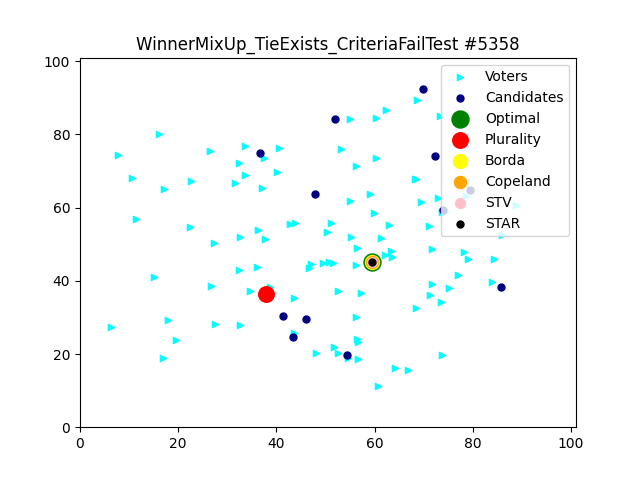 WinnerMixUp_TieExists_CriteriaFailTest #5358
100
80
60
40
20
0
0
20
40
60
80
100
Voters
Candidates
Optimal
Plurality
Borda
Copeland
STV
STAR